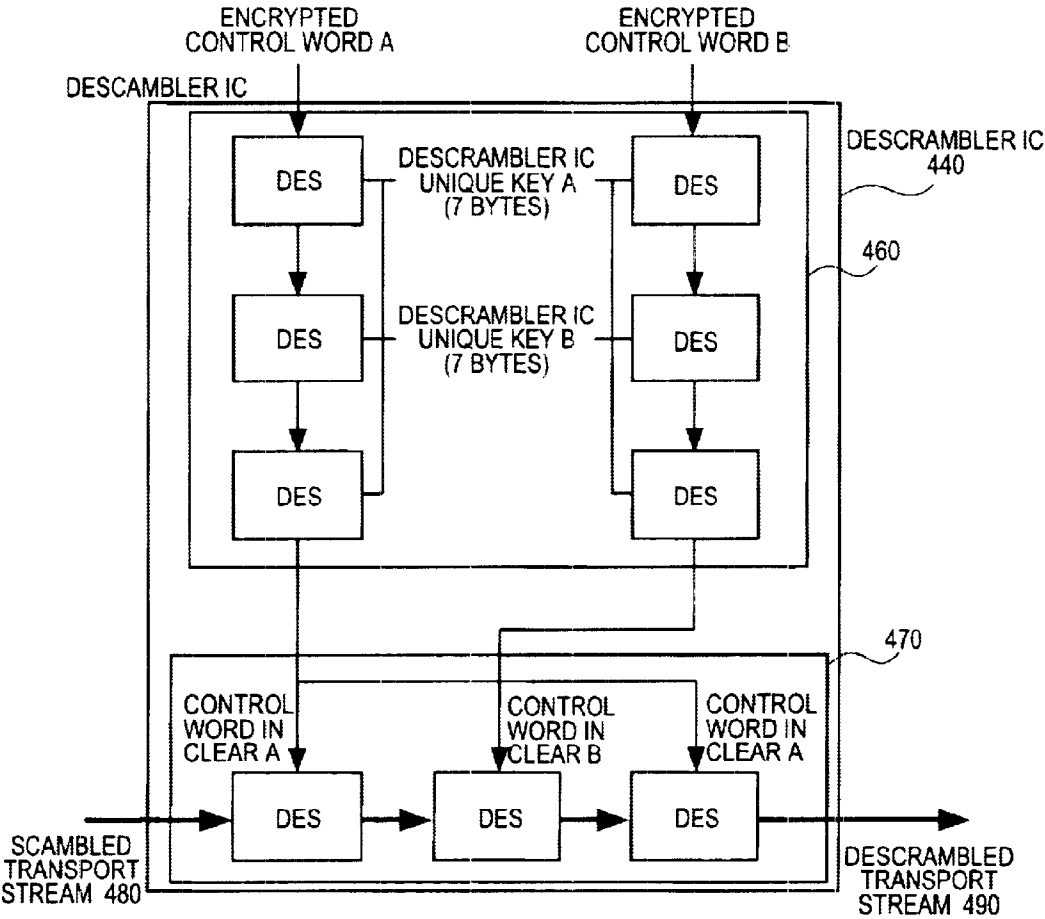 ENCRYPTED
CONTROL WORD A
ENCRYPTED
CONTROL WORD B
DESCAMBLER IC
DESCRAMBLER IC
440
DES
DESCRAMBLER IC
UNIQUE KEY A
(7 BYTES)
DES
460
DES
DESCRAMBLER IC
UNIQUE KEY B
(7 BYTES)
DES
DES
DES
470
CONTROL
WORD IN
CLEAR A
CONTROL
WORD IN
CLEAR B
CONTROL
WORD IN
CLEAR A
DES
DES
DES
SCAMBLED
TRANSPORT
STREAM 480
DESCRAMBLED
TRANSPORT
STREAM 490